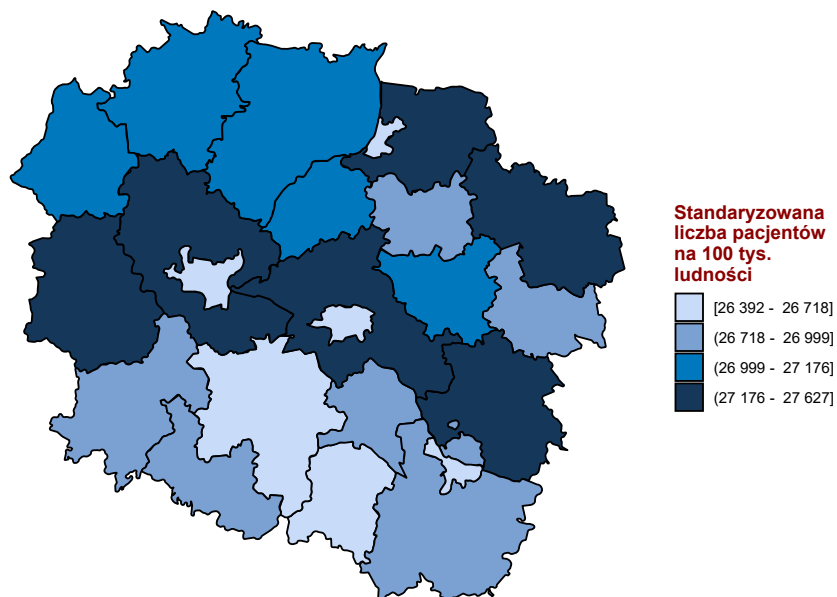 Standaryzowana
liczba pacjentów
na 100 tys.
ludności
[26 392 - 26 718]
(26 718 - 26 999]
(26 999 - 27 176]
(27 176 - 27 627]